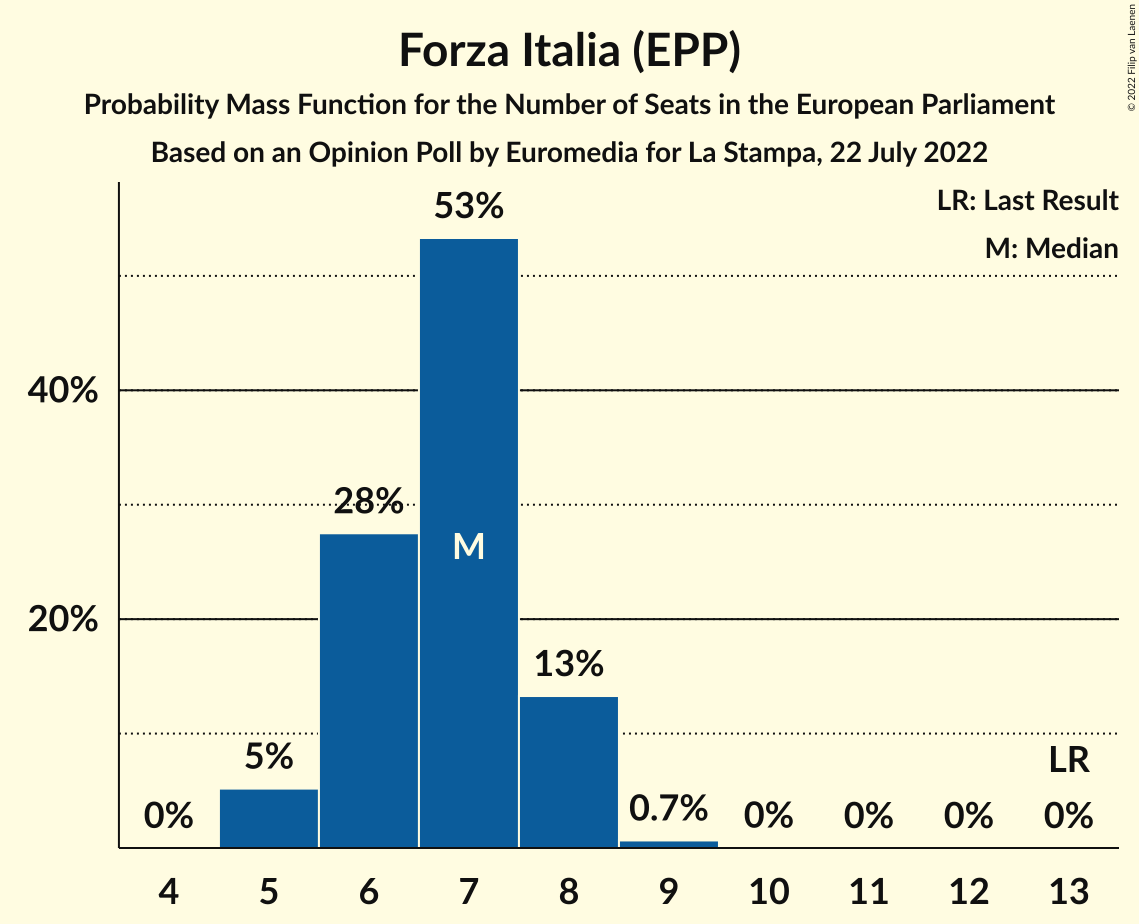 Forza Italia (EPP)
Probability Mass Function for the Number of Seats in the European Parliament
Based on an Opinion Poll by Euromedia for La Stampa, 22 July 2022
© 2022 Filip van Laenen
LR: Last Result
M: Median
53%
40%
28%
M
20%
13%
5%
LR
0%
0.7%
0%
0%
0%
0%
4 5 6 7 8 9 10 11 12 13